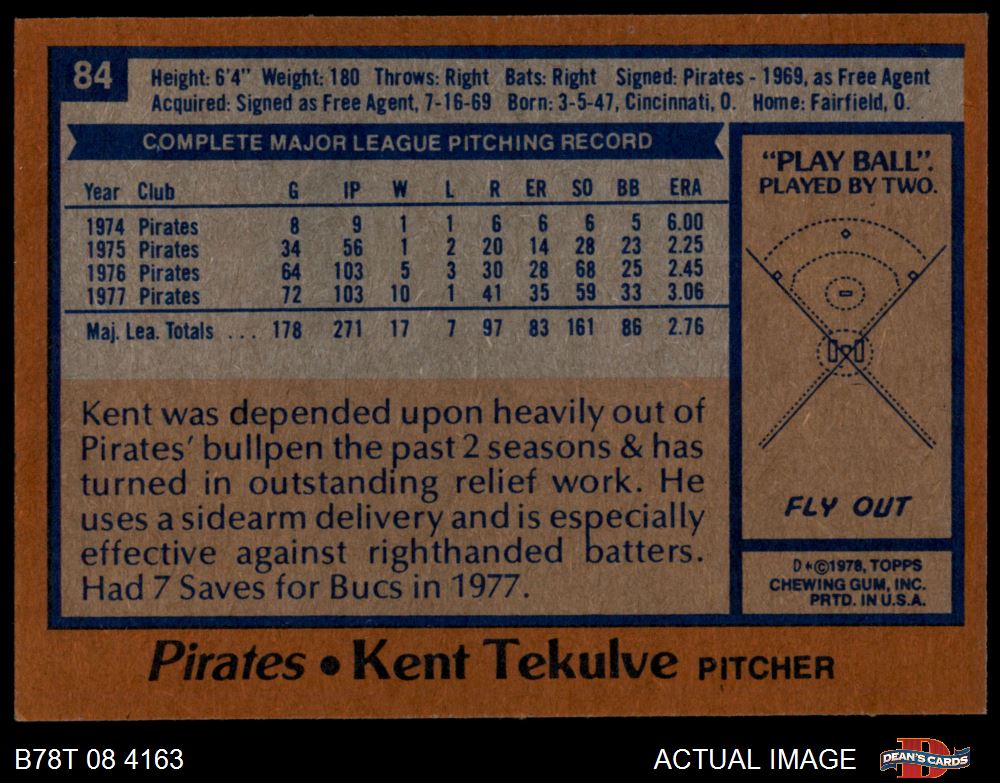 84
Height: 6'4" Weight: 180 Throws: Right Bats: Right Signed: Pirates - 1969, as Free Agent
Acquired: Signed as Free Agent, 7-16-69 Born: 3-5-47, Cincinnati, O. Home: Fairfield, O.
COMPLETE MAJOR LEAGUE PITCHING RECORD
Year Club G IP W L R ER SO BB ERA
1974 Pirates 8 9 1 1 6 6 6 5 6.00
1975 Pirates 34 56 1 2 20 14 28 23 2.25
1976 Pirates 64 103 5 3 30 28 68 25 2.45
1977 Pirates 72 103 10 1 41 35 59 33 3.06
Maj. Lea. Totals ... 178 271 17 7 97 83 161 86 2.76
Kent was depended upon heavily out of
Pirates' bullpen the past 2 seasons & has
turned in outstanding relief work. He
uses a sidearm delivery and is especially
effective against righthanded batters.
Had 7 Saves for Bucs in 1977.
"PLAY BALL".
PLAYED BY TWO.
FLY OUT
D*©1978, TOPPS
CHEWING GUM, INC.
PRTD. IN U.S.A.
Pirates • Kent Tekulve PITCHER
B78T 08 4163
ACTUAL IMAGE
DEAN'S CARDS